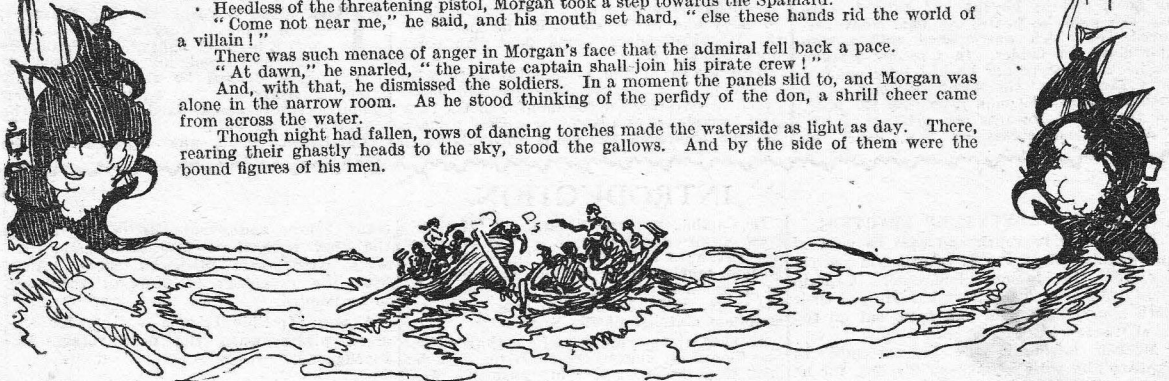 Heedless of the threatening pistol, Morgan took a step towards the Spaniard.
" Come not near me," he said, and his mouth set hard, " else these hands rid the world of
a villain ! "
There was such menace of anger in Morgan's face that the admiral fell back a pace.
" At dawn," he snarled, " the pirate captain shall join his pirate crew ! "
And, with that, he dismissed the soldiers. In a moment the panels slid to, and Morgan was
alone in the narrow room. As he stood thinking of the perfidy of the don, a shrill cheer came
from across the water.
Though night had fallen, rows of dancing torches made the waterside as light as day. There,
rearing their ghastly heads to the sky, stood the gallows. And by the side of them were the
bound figures of his men.